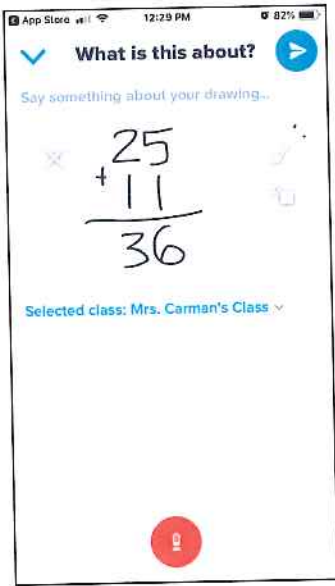 App Store 12:29 PM 82%
What is this about?
Say something about your drawing...
25
+11
36
Selected class: Mrs. Carman's Class